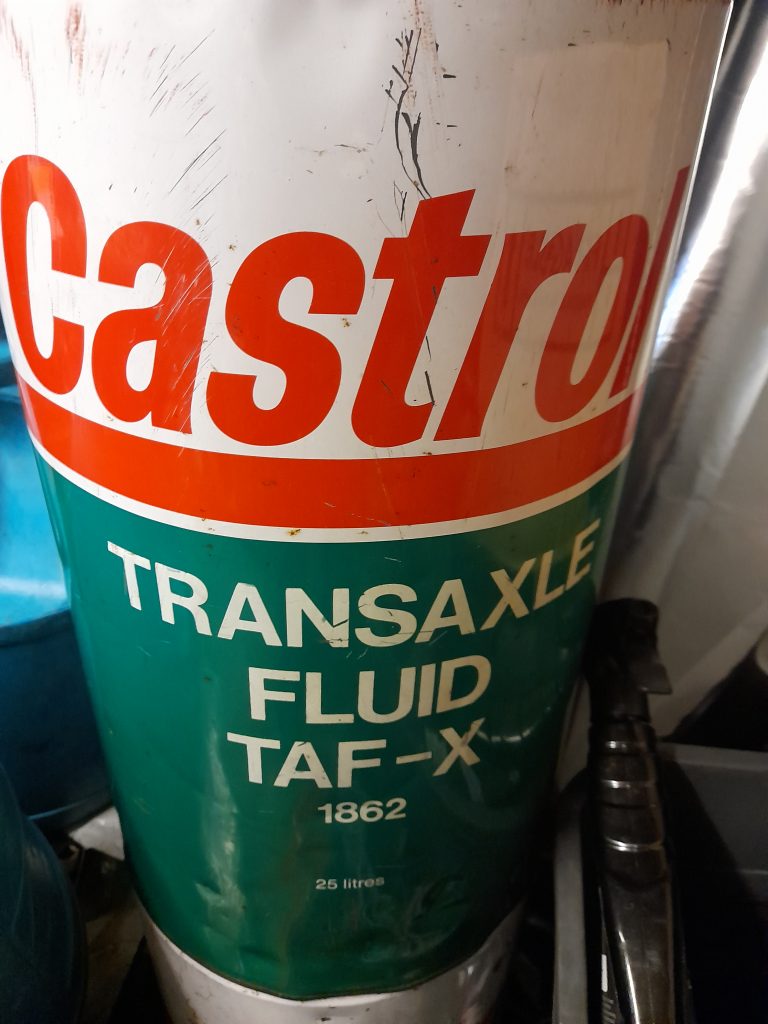 Castrol
TRANSAXLE
FLUID
TAF-X
1862
25 litres